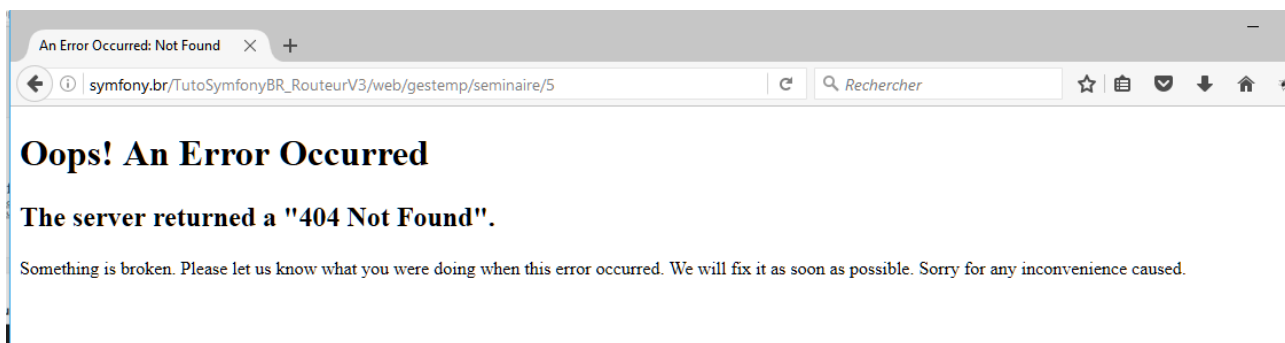 An Error Occurred: Not Found
symfony.br/TutoSymfonyBR_RouteurV3/web/gestemp/seminaire/5
Rechercher
Oops! An Error Occurred
The server returned a "404 Not Found".
Something is broken. Please let us know what you were doing when this error occurred. We will fix it as soon as possible. Sorry for any inconvenience caused.